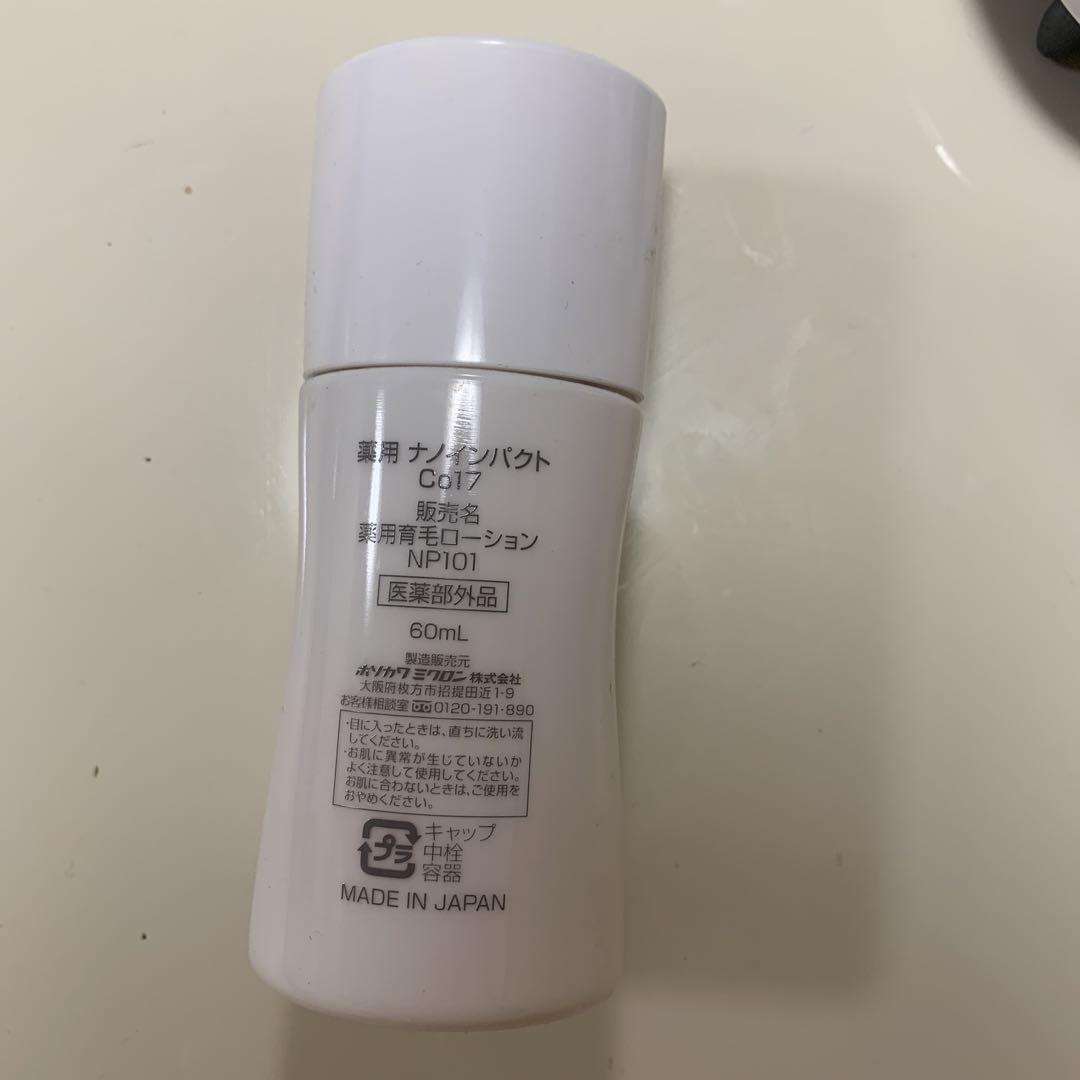 薬用 ナノインパクト
Co17
販売名
薬用育毛ローション
NP101
医薬部外品
60mL
製造販売元
ホソカワ ミクロン 株式会社
大阪府枚方市招提田近1-9
お客様相談室 0120-191-890
・目に入ったときは、直ちに洗い流
してください。
・お肌に異常が生じていないか
よく注意して使用してください。
お肌に合わないときは、ご使用を
おやめください。
プラ
キャップ
中栓
容器
MADE IN JAPAN